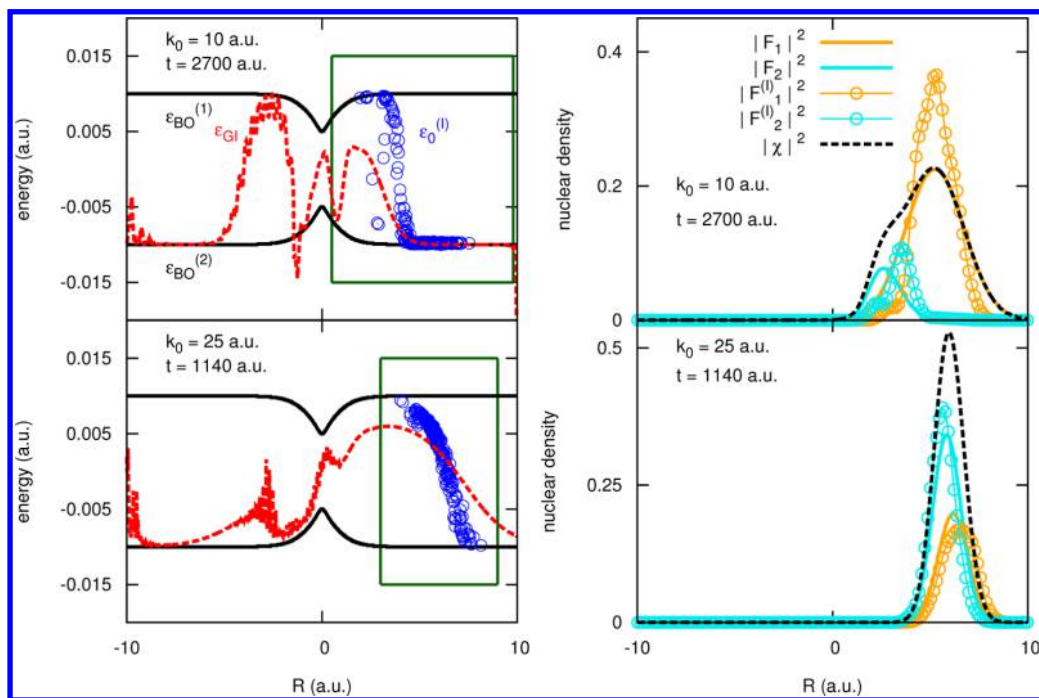 k₀ = 10 a.u.
t = 2700 a.u.
ε_BO^(1)
ε_GI
ε₀^(I)
ε_BO^(2)
energy (a.u.)
0.015
0.005
-0.005
-0.015
k₀ = 25 a.u.
t = 1140 a.u.
energy (a.u.)
0.015
0.005
-0.005
-0.015
-10
0
10
R (a.u.)
| F₁ | ²
| F₂ | ²
| F^(I)₁ | ²
| F^(I)₂ | ²
| χ | ²
k₀ = 10 a.u.
t = 2700 a.u.
nuclear density
0.4
0.2
0
k₀ = 25 a.u.
t = 1140 a.u.
nuclear density
0.5
0.25
0
-10
0
10
R (a.u.)